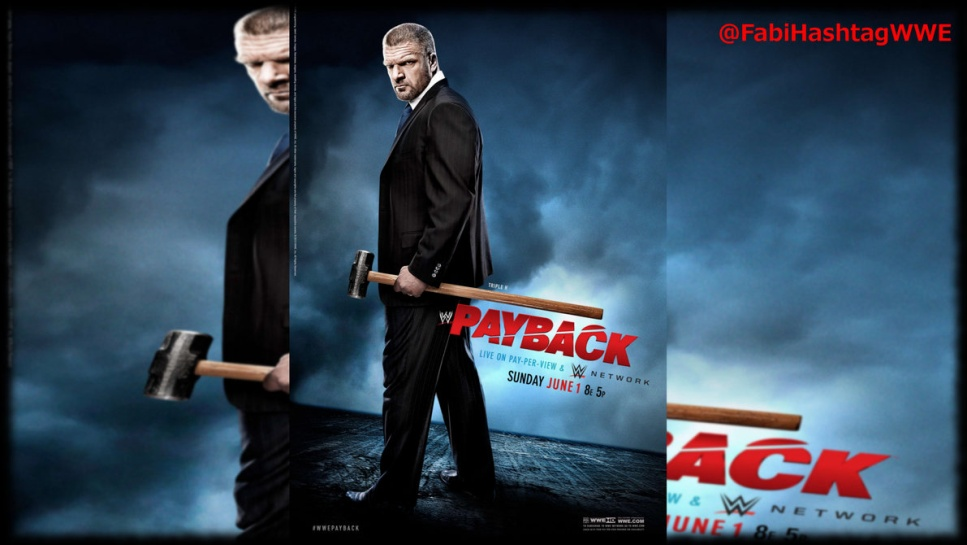 @FabiHashtagWWE
TRIPLE H
W PAYBACK
LIVE ON PAY-PER-VIEW & W NETWORK
SUNDAY JUNE 1 8E 5P
ACK
W & W NETWORK
JUNE 1 8E 5P
#WWEPAYBACK
WWE.COM